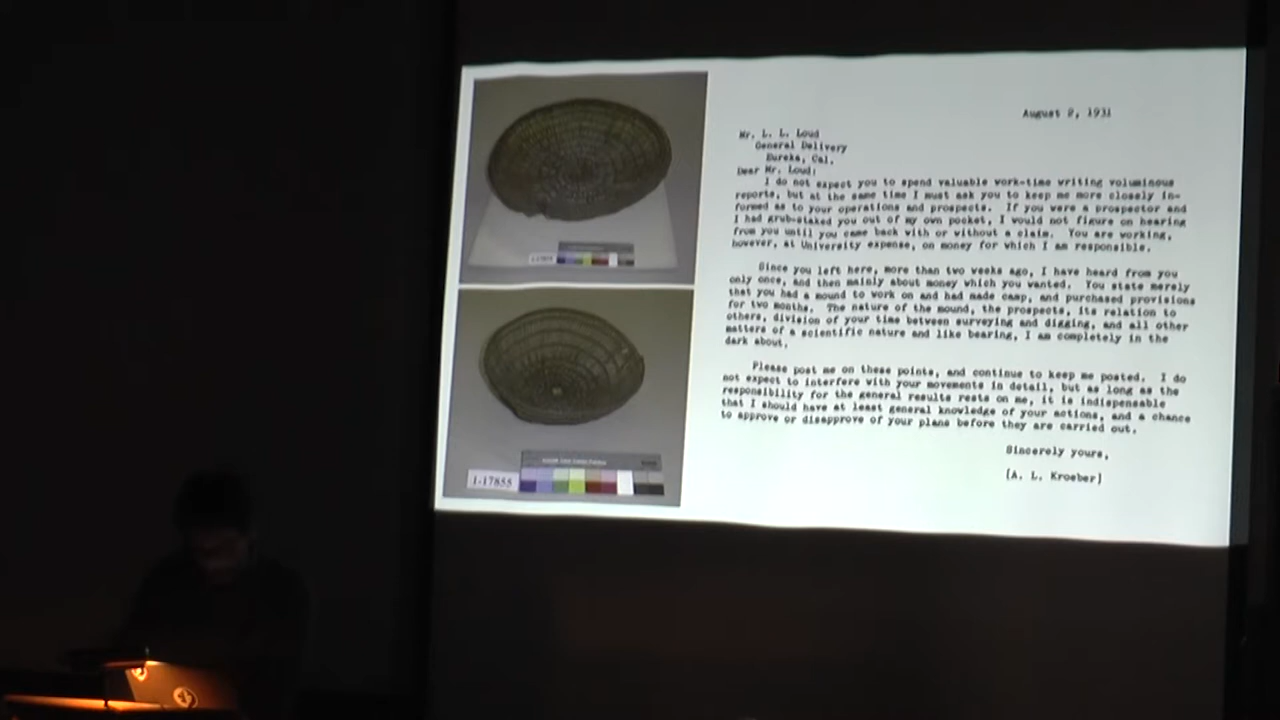 August 2, 1931
Mr. L. L. Loud
General Delivery
Eureka, Cal.
Dear Mr. Loud:
I do not expect you to spend valuable work-time writing voluminous
reports, but at the same time I must ask you to keep me more closely in-
formed as to your operations and prospects. If you were a prospector and
I had grub-staked you out of my own pocket, I would not figure on hearing
from you until you came back with or without a claim. You are working,
however, at University expense, on money for which I am responsible.
Since you left here, more than two weeks ago, I have heard from you
only once, and then mainly about money which you wanted. You state merely
that you had a mound to work on and had made camp, and purchased provisions
for two months. The nature of the mound, the prospects, its relation to
others, division of your time between surveying and digging, and all other
matters of a scientific nature and like bearing, I am completely in the
dark about.
Please post me on these points, and continue to keep me posted. I do
not expect to interfere with your movements in detail, but as long as the
responsibility for the general results rests on me, it is indispensable
that I should have at least general knowledge of your actions, and a chance
to approve or disapprove of your plans before they are carried out.
Sincerely yours,
[A. L. Kroeber]
1-17855